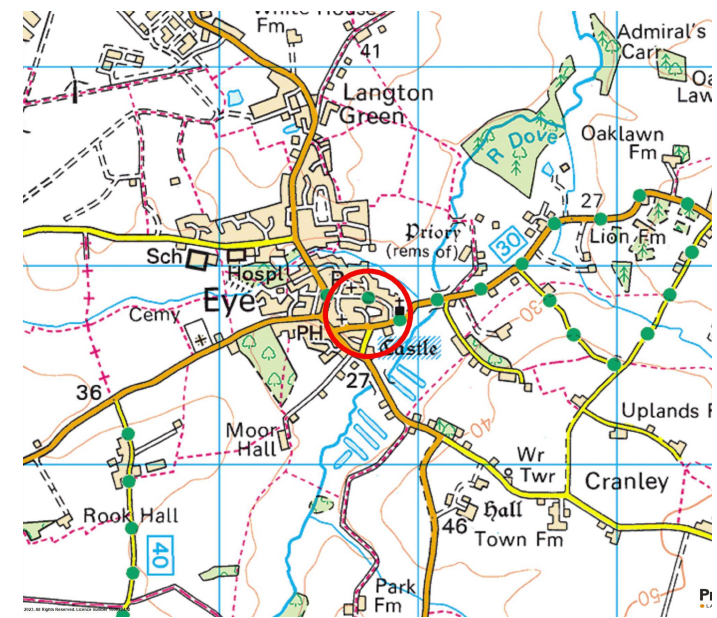 White House
Fm
41
Admiral's
Carr
Langton
Green
R Dove
Oaklawn
Fm
27
Priory
(rems of)
30
Lion Fm
Sch
Hospl
Eye
P
Cemy
PH
Castle
30
27
36
40
Moor
Hall
Uplands
Wr
Twr
Cranley
Hall
46
Town Fm
Rook Hall
40
Park
Fm
50